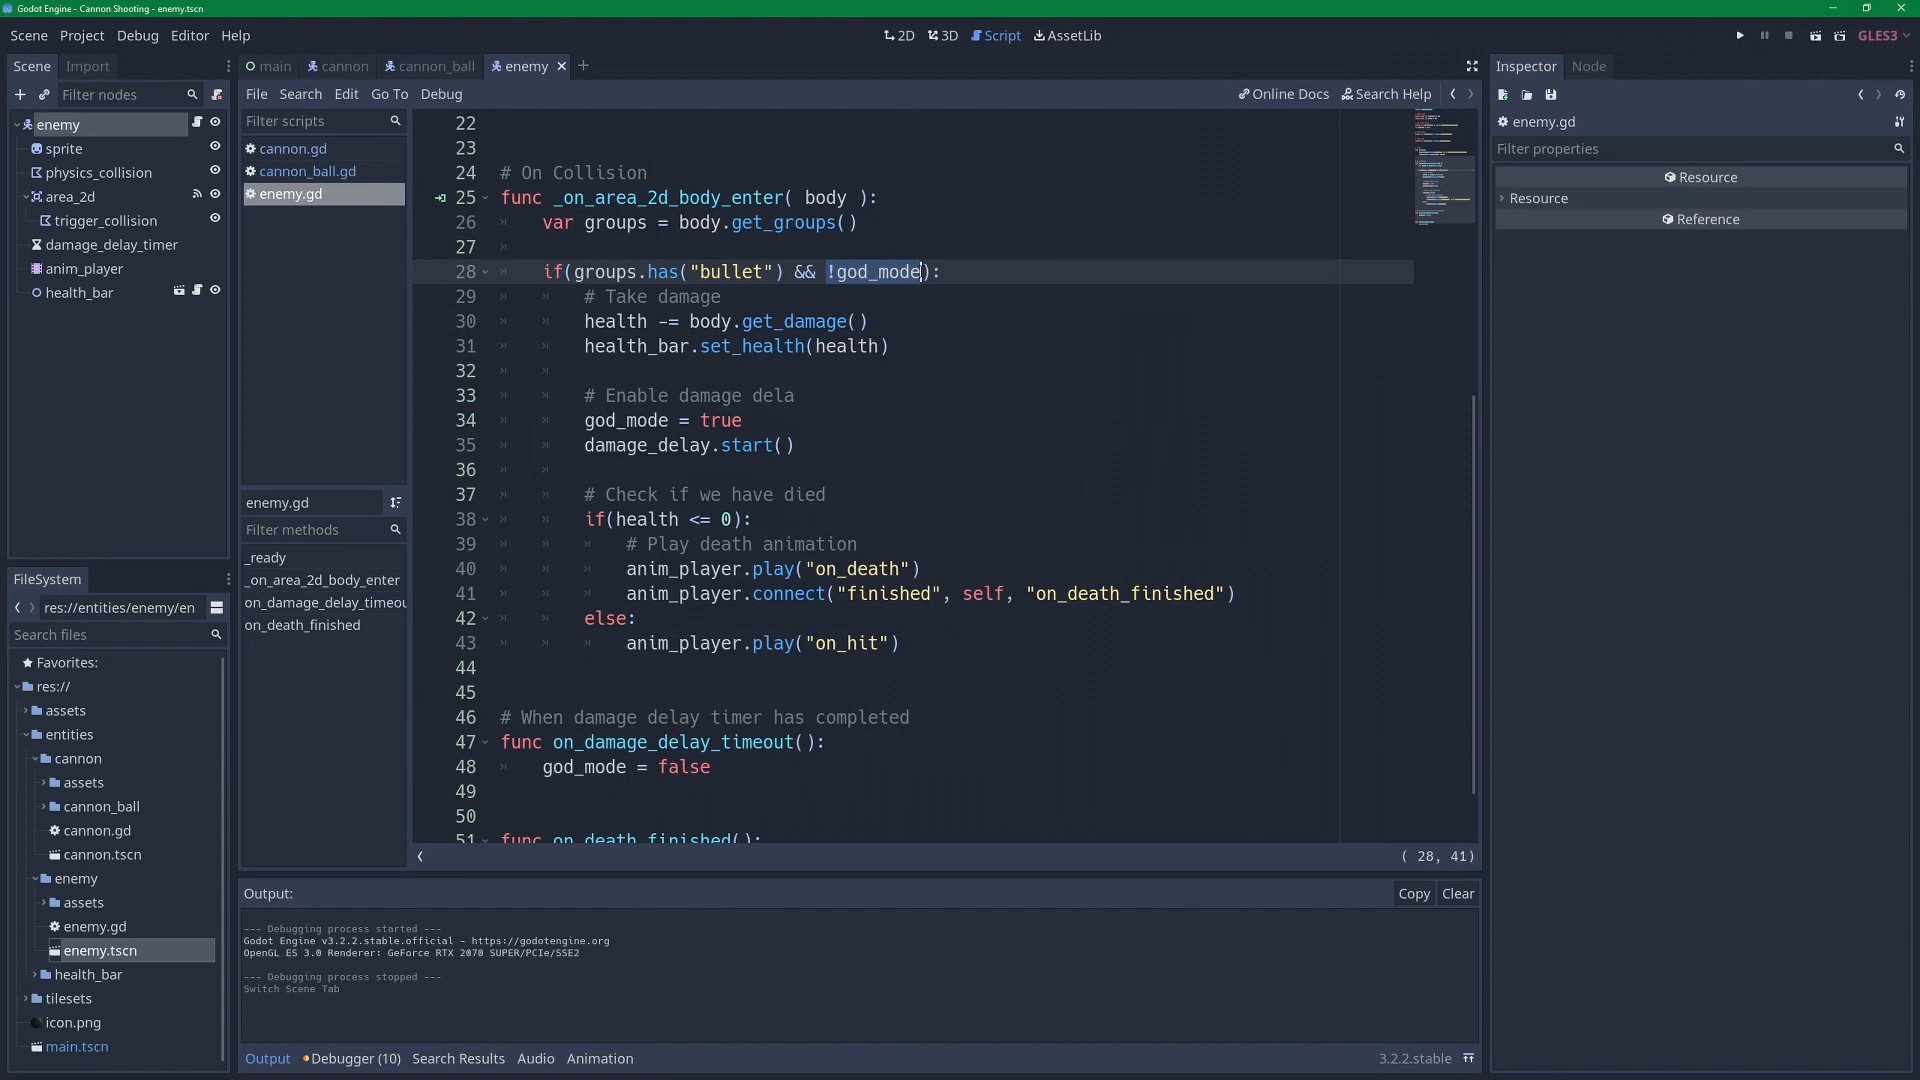 Godot Engine - Cannon Shooting - enemy.tscn
Scene Project Debug Editor Help
2D 3D Script AssetLib
GLES3
Scene Import
Filter nodes
enemy
sprite
physics_collision
area_2d
trigger_collision
damage_delay_timer
anim_player
health_bar
FileSystem
res://entities/enemy/en
Search files
Favorites:
res://
assets
entities
cannon
assets
cannon_ball
cannon.gd
cannon.tscn
enemy
assets
enemy.gd
enemy.tscn
health_bar
tilesets
icon.png
main.tscn
main cannon cannon_ball enemy
File Search Edit Go To Debug
Online Docs Search Help
Filter scripts
cannon.gd
cannon_ball.gd
enemy.gd
enemy.gd
Filter methods
_ready
_on_area_2d_body_enter
on_damage_delay_timeou
on_death_finished
22
23
24 # On Collision
25 func _on_area_2d_body_enter( body ):
26 var groups = body.get_groups()
27
28 if(groups.has("bullet") && !god_mode):
29 # Take damage
30 health -= body.get_damage()
31 health_bar.set_health(health)
32
33 # Enable damage dela
34 god_mode = true
35 damage_delay.start()
36
37 # Check if we have died
38 if(health <= 0):
39 # Play death animation
40 anim_player.play("on_death")
41 anim_player.connect("finished", self, "on_death_finished")
42 else:
43 anim_player.play("on_hit")
44
45
46 # When damage delay timer has completed
47 func on_damage_delay_timeout():
48 god_mode = false
49
50
51 func on_death_finished():
( 28, 41)
Output:
Copy Clear
--- Debugging process started ---
Godot Engine v3.2.2.stable.official - https://godotengine.org
OpenGL ES 3.0 Renderer: GeForce RTX 2070 SUPER/PCIe/SSE2
--- Debugging process stopped ---
Switch Scene Tab
Output Debugger (10) Search Results Audio Animation
3.2.2.stable
Inspector Node
enemy.gd
Filter properties
Resource
Resource
Reference